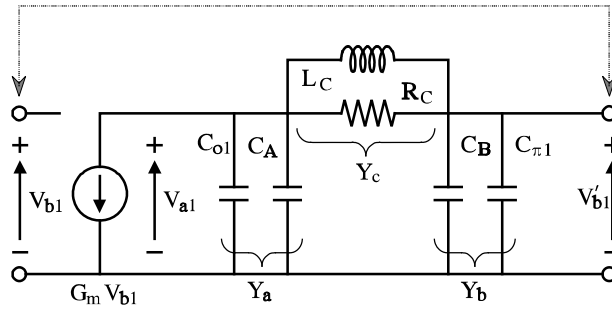 L_C
R_C
C_o1 C_A C_B C_π1
+ + +
Y_c
V_b1 V_a1 V'_b1
− − −
G_m V_b1 Y_a Y_b